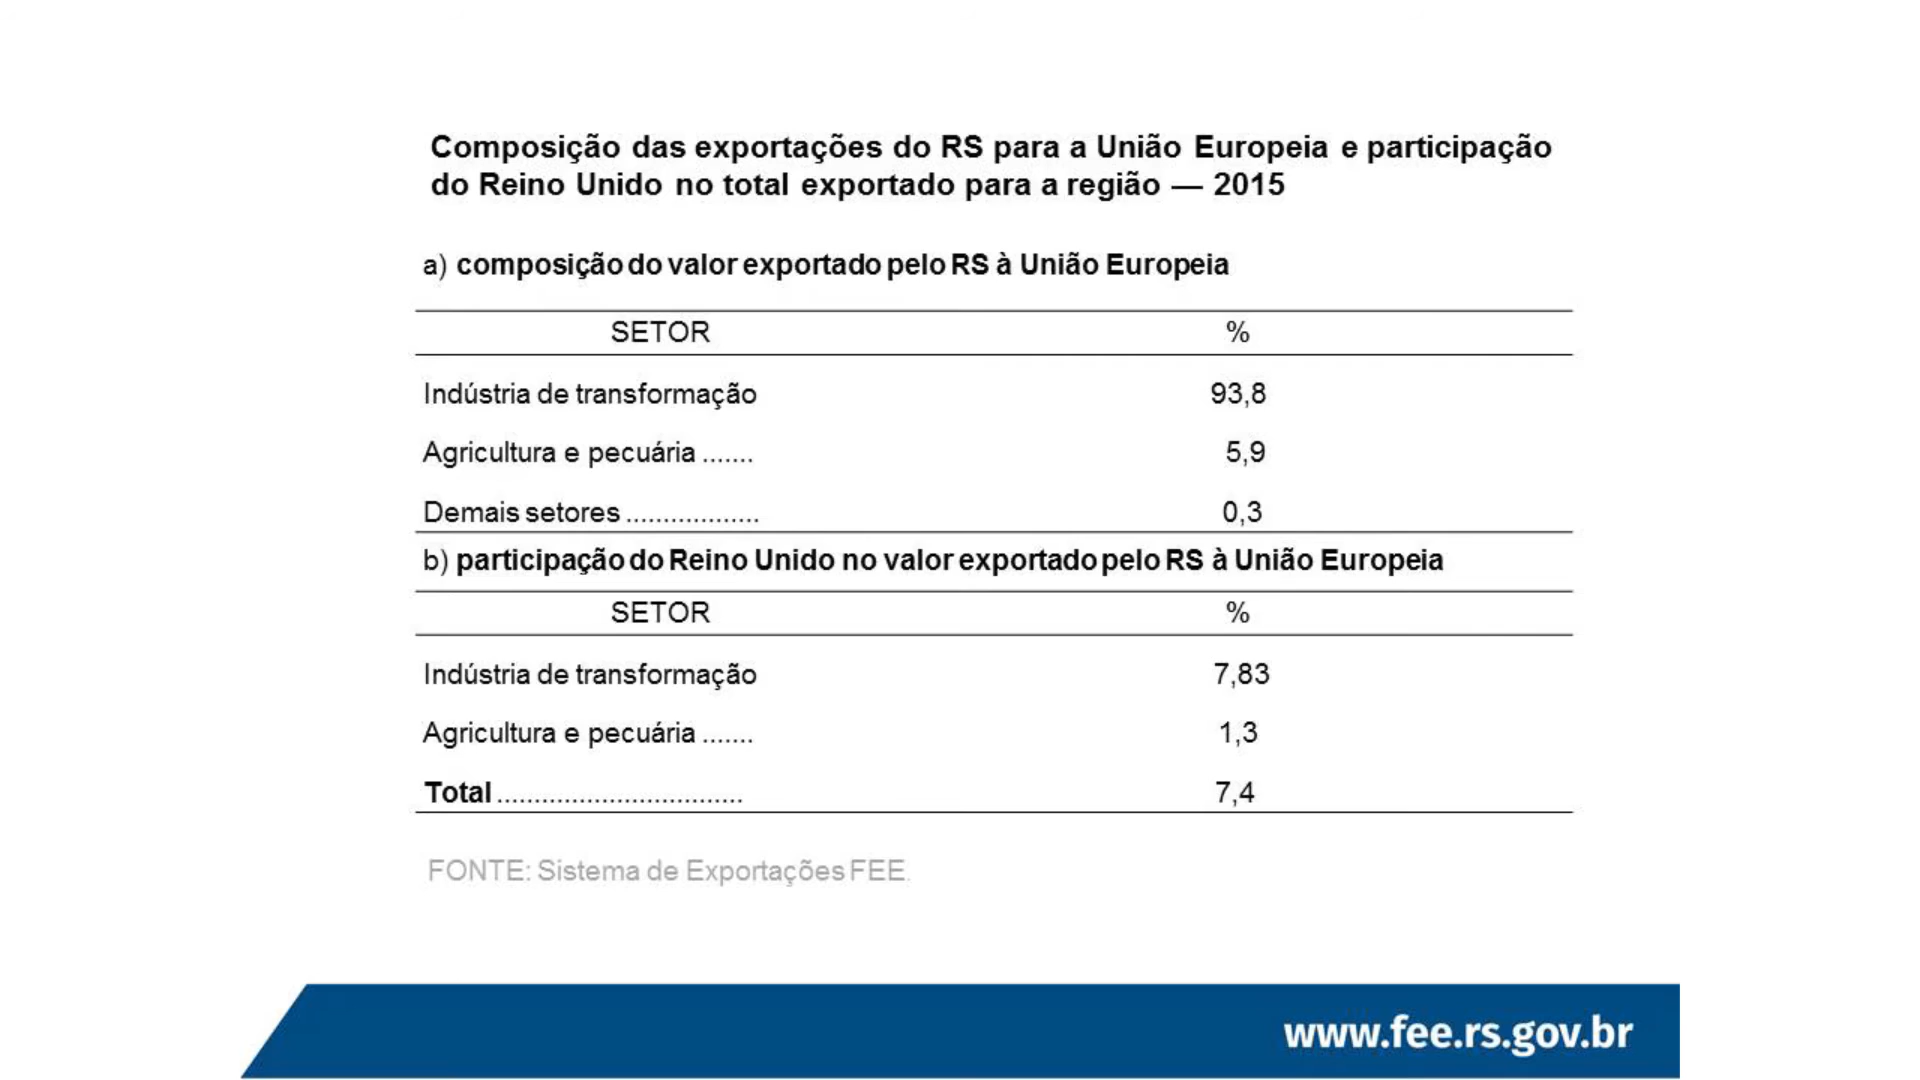 Composição das exportações do RS para a União Europeia e participação
do Reino Unido no total exportado para a região — 2015
a) composição do valor exportado pelo RS à União Europeia
SETOR %
Indústria de transformação 93,8
Agricultura e pecuária ....... 5,9
Demais setores .................. 0,3
b) participação do Reino Unido no valor exportado pelo RS à União Europeia
SETOR %
Indústria de transformação 7,83
Agricultura e pecuária ....... 1,3
Total ................................. 7,4
FONTE: Sistema de Exportações FEE.
www.fee.rs.gov.br